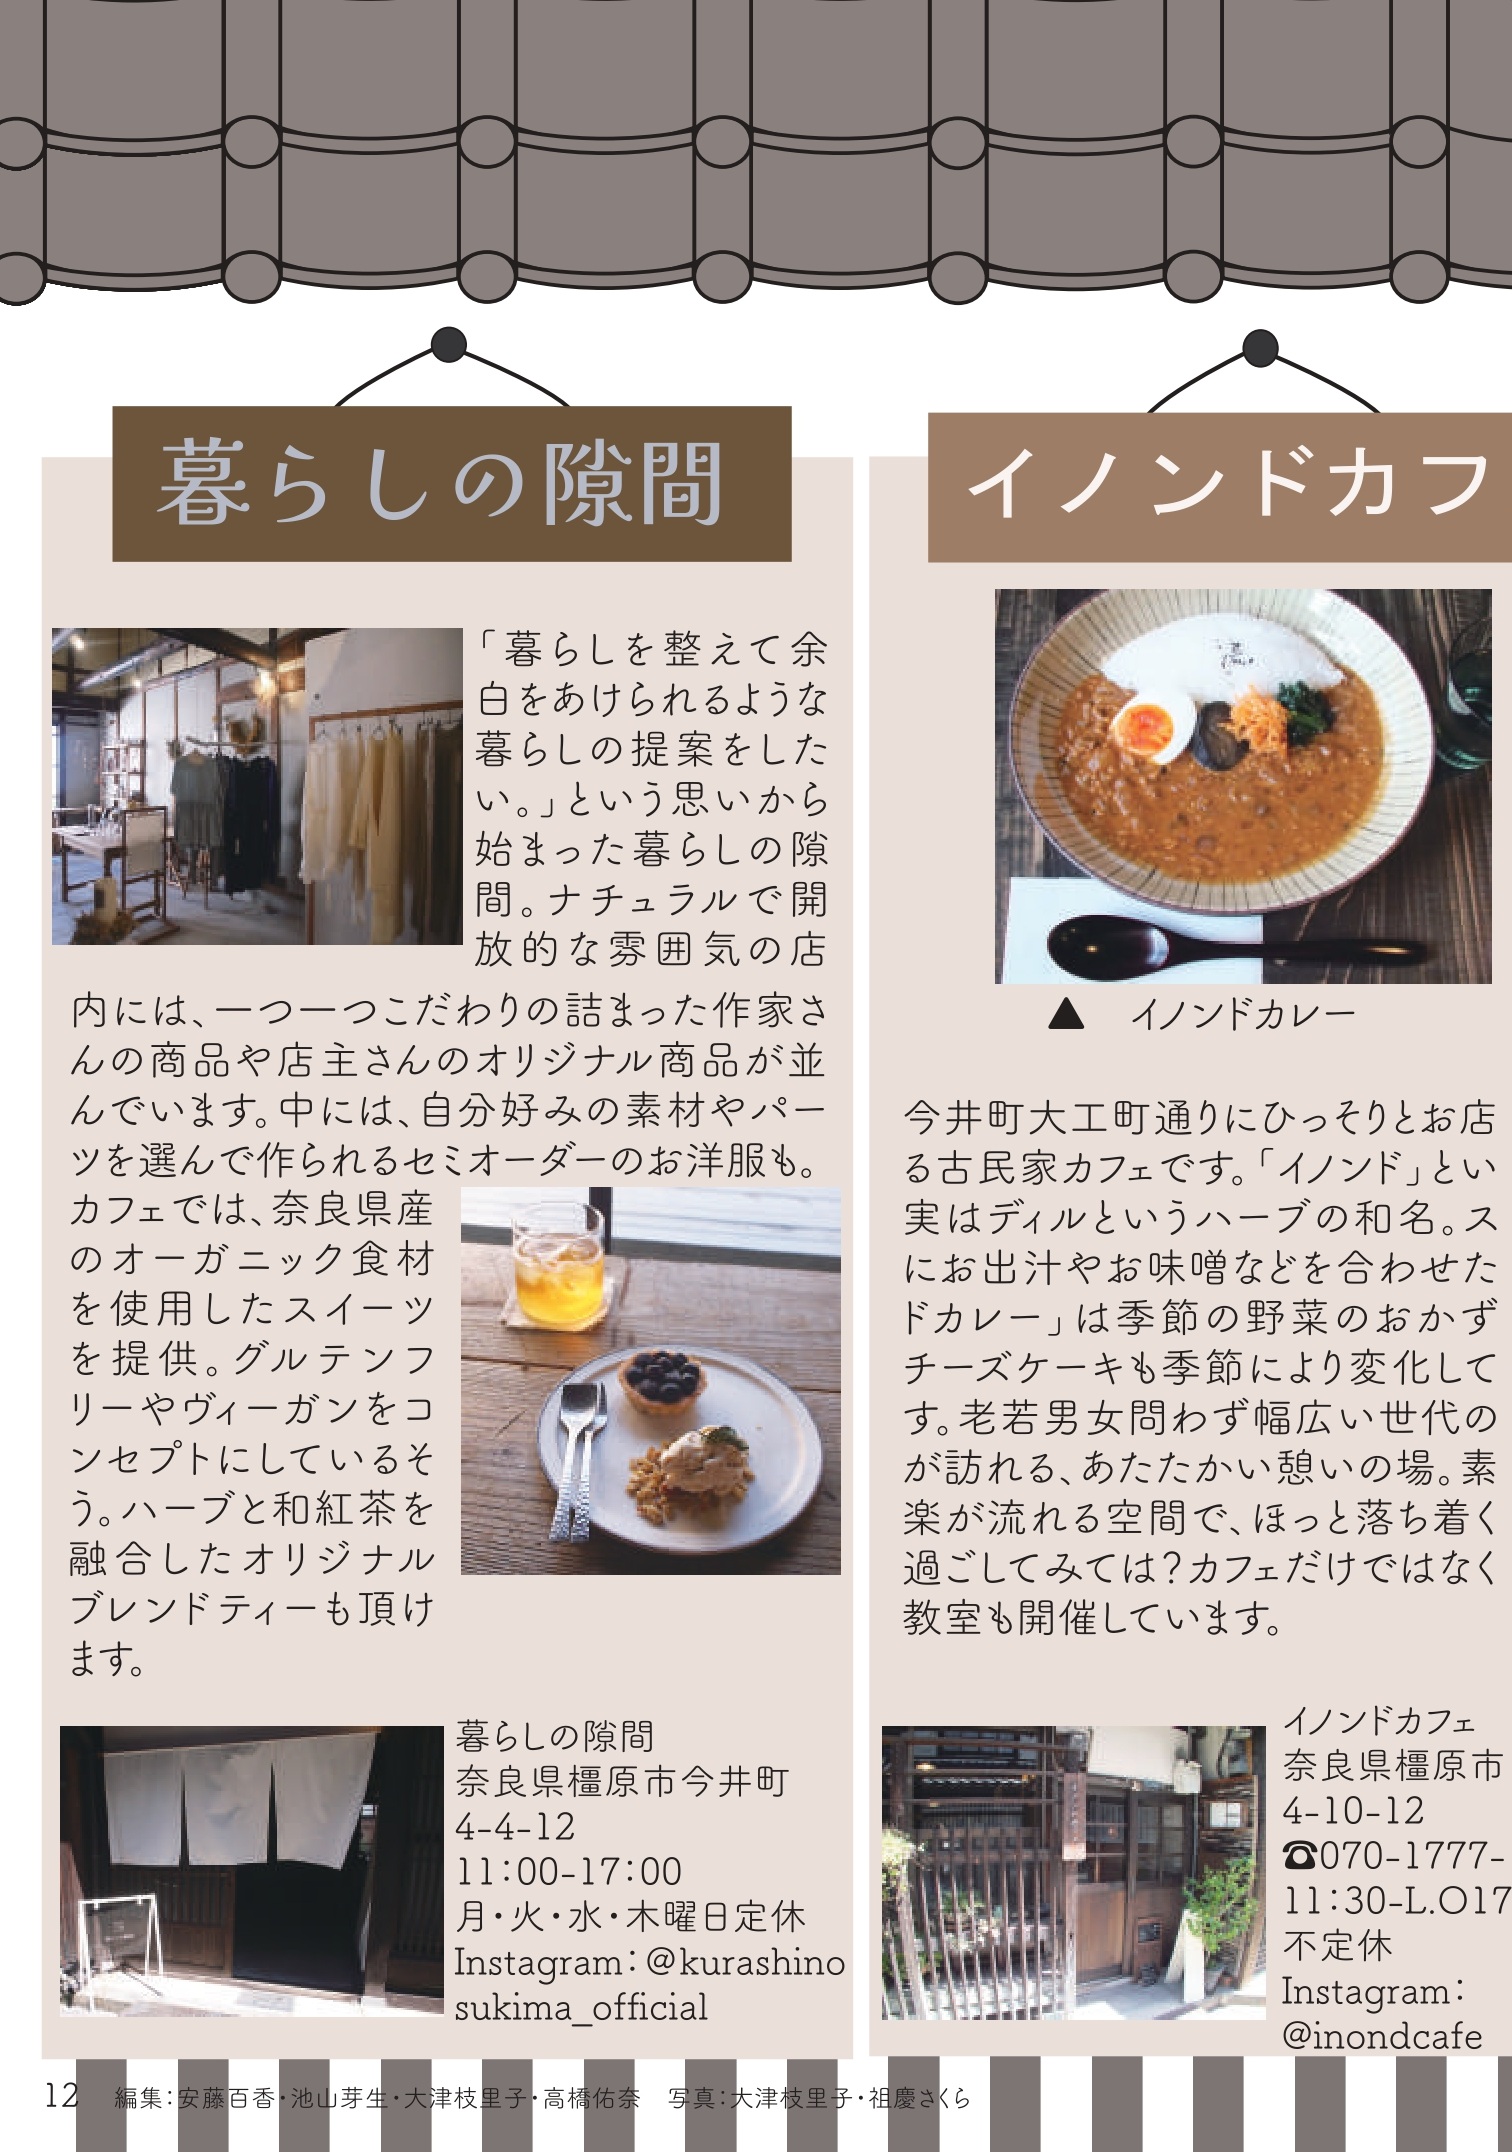 暮らしの隙間
「暮らしを整えて余
白をあけられるような
暮らしの提案をした
い。」という思いから
始まった暮らしの隙
間。ナチュラルで開
放的な雰囲気の店
内には、一つ一つこだわりの詰まった作家さ
んの商品や店主さんのオリジナル商品が並
んでいます。中には、自分好みの素材やパー
ツを選んで作られるセミオーダーのお洋服も。
カフェでは、奈良県産
のオーガニック食材
を使用したスイーツ
を提供。グルテンフ
リーやヴィーガンをコ
ンセプトにしているそ
う。ハーブと和紅茶を
融合したオリジナル
ブレンドティーも頂け
ます。
暮らしの隙間
奈良県橿原市今井町
4-4-12
11：00-17：00
月・火・水・木曜日定休
Instagram：@kurashino
sukima_official
イノンドカフ
▲　イノンドカレー
今井町大工町通りにひっそりとお店
る古民家カフェです。「イノンド」とい
実はディルというハーブの和名。ス
にお出汁やお味噌などを合わせた
ドカレー」は季節の野菜のおかず
チーズケーキも季節により変化して
す。老若男女問わず幅広い世代の
が訪れる、あたたかい憩いの場。素
楽が流れる空間で、ほっと落ち着く
過ごしてみては？カフェだけではなく
教室も開催しています。
イノンドカフェ
奈良県橿原市
4-10-12
☎070-1777-
11：30-L.O17
不定休
Instagram：
@inondcafe
12　編集：安藤百香・池山芽生・大津枝里子・高橋佑奈　写真：大津枝里子・祖慶さくら